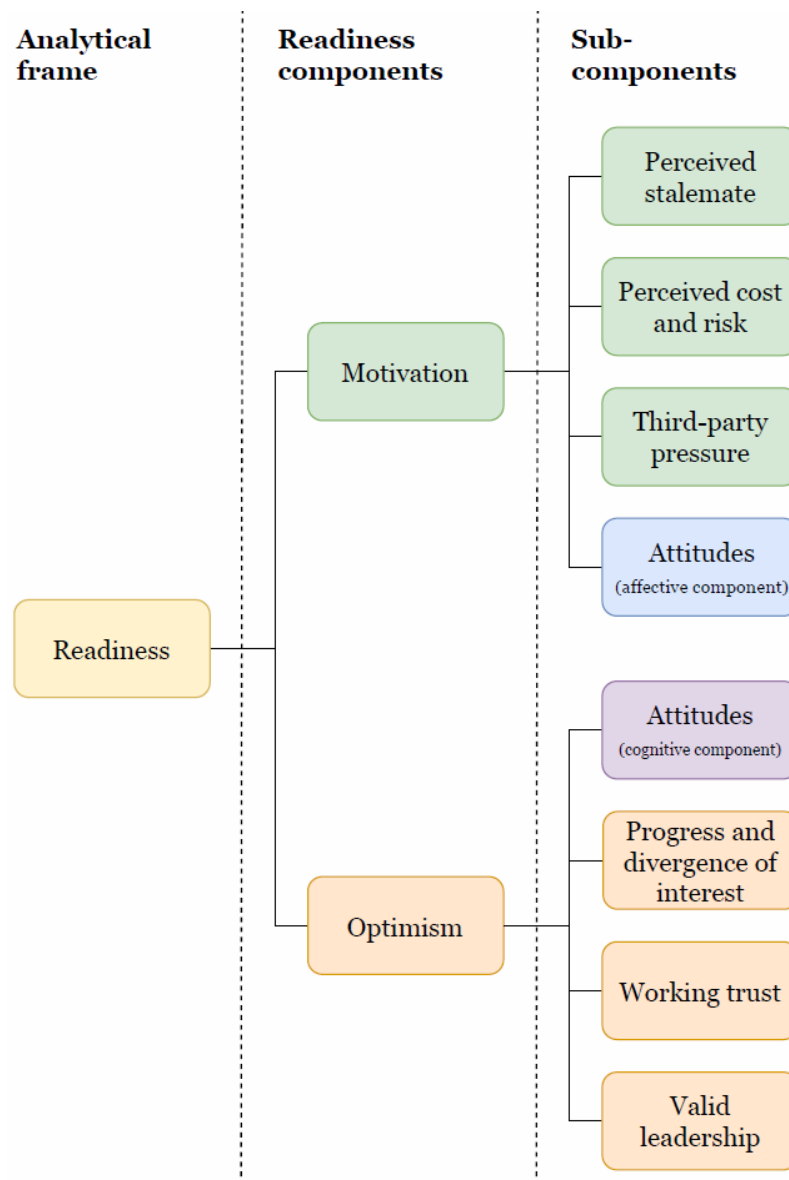 Analytical
frame
Readiness
components
Sub-
components
Perceived
stalemate
Perceived cost
and risk
Motivation
Third-party
pressure
Attitudes
(affective component)
Readiness
Attitudes
(cognitive component)
Progress and
divergence of
interest
Optimism
Working trust
Valid
leadership